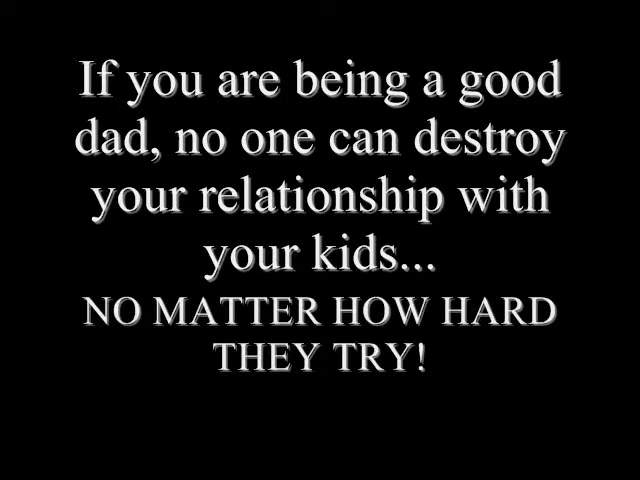 If you are being a good
dad, no one can destroy
your relationship with
your kids...
NO MATTER HOW HARD
THEY TRY!